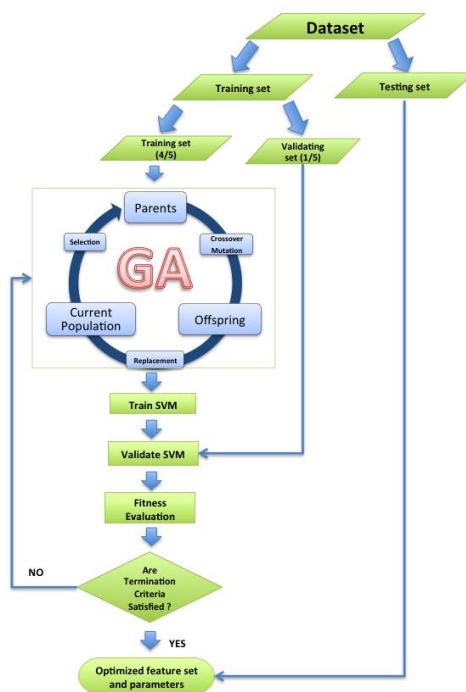 Dataset
Training set
Testing set
Training set
(4/5)
Validating
set (1/5)
Parents
Selection
Crossover
Mutation
GA
Current
Population
Offspring
Replacement
Train SVM
Validate SVM
Fitness
Evaluation
NO
Are
Termination
Criteria
Satisfied ?
YES
Optimized feature set
and parameters